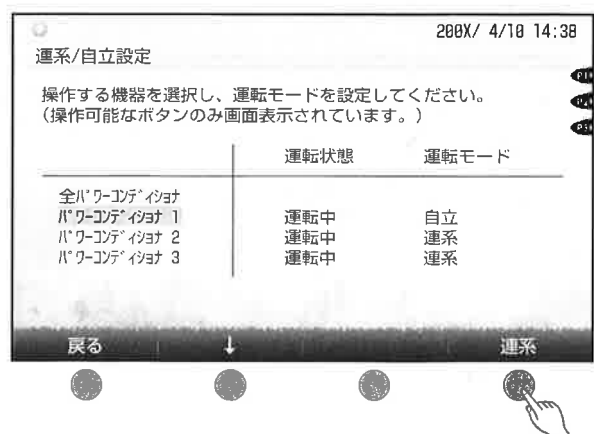 200X/ 4/10 14:38
運系/自立設定
P1
操作する機器を選択し、運転モードを設定してください。
P2
(操作可能なボタンのみ画面表示されています。)
P3
運転状態 運転モード
全パワーコンディショナ
パワーコンディショナ 1 運転中 自立
パワーコンディショナ 2 運転中 連系
パワーコンディショナ 3 運転中 連系
戻る ↓ 連系